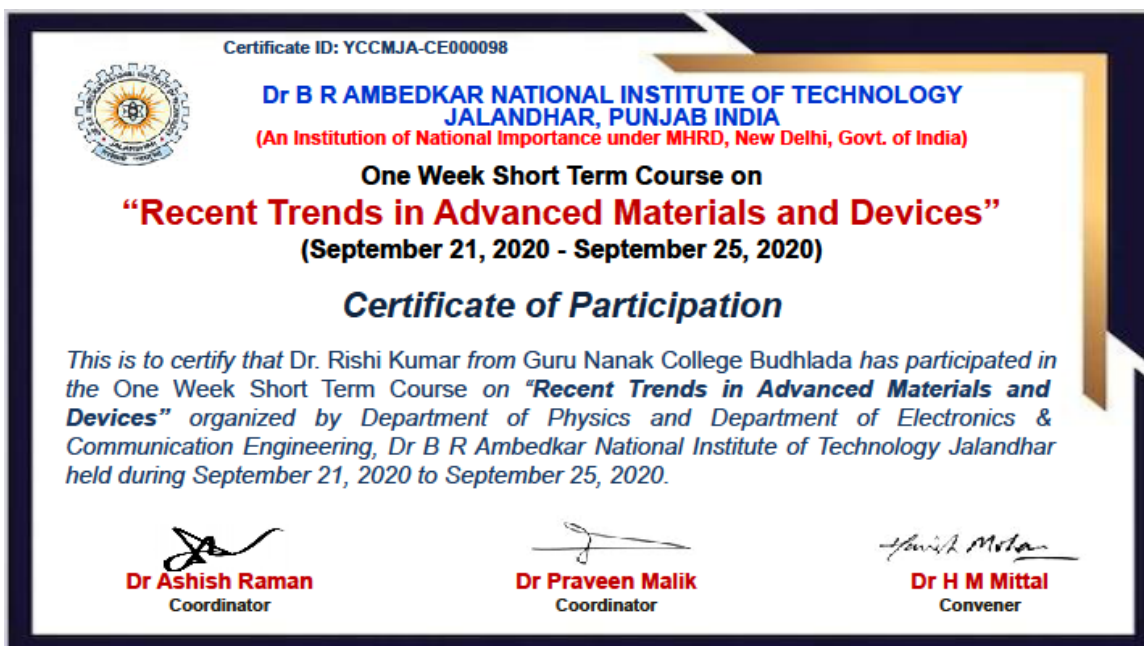 Certificate ID: YCCMJA-CE000098
Dr B R AMBEDKAR NATIONAL INSTITUTE OF TECHNOLOGY
JALANDHAR, PUNJAB INDIA
(An Institution of National Importance under MHRD, New Delhi, Govt. of India)
One Week Short Term Course on
“Recent Trends in Advanced Materials and Devices”
(September 21, 2020 - September 25, 2020)
Certificate of Participation
This is to certify that Dr. Rishi Kumar from Guru Nanak College Budhlada has participated in
the One Week Short Term Course on “Recent Trends in Advanced Materials and
Devices” organized by Department of Physics and Department of Electronics &
Communication Engineering, Dr B R Ambedkar National Institute of Technology Jalandhar
held during September 21, 2020 to September 25, 2020.
Dr Ashish Raman
Coordinator
Dr Praveen Malik
Coordinator
Dr H M Mittal
Convener